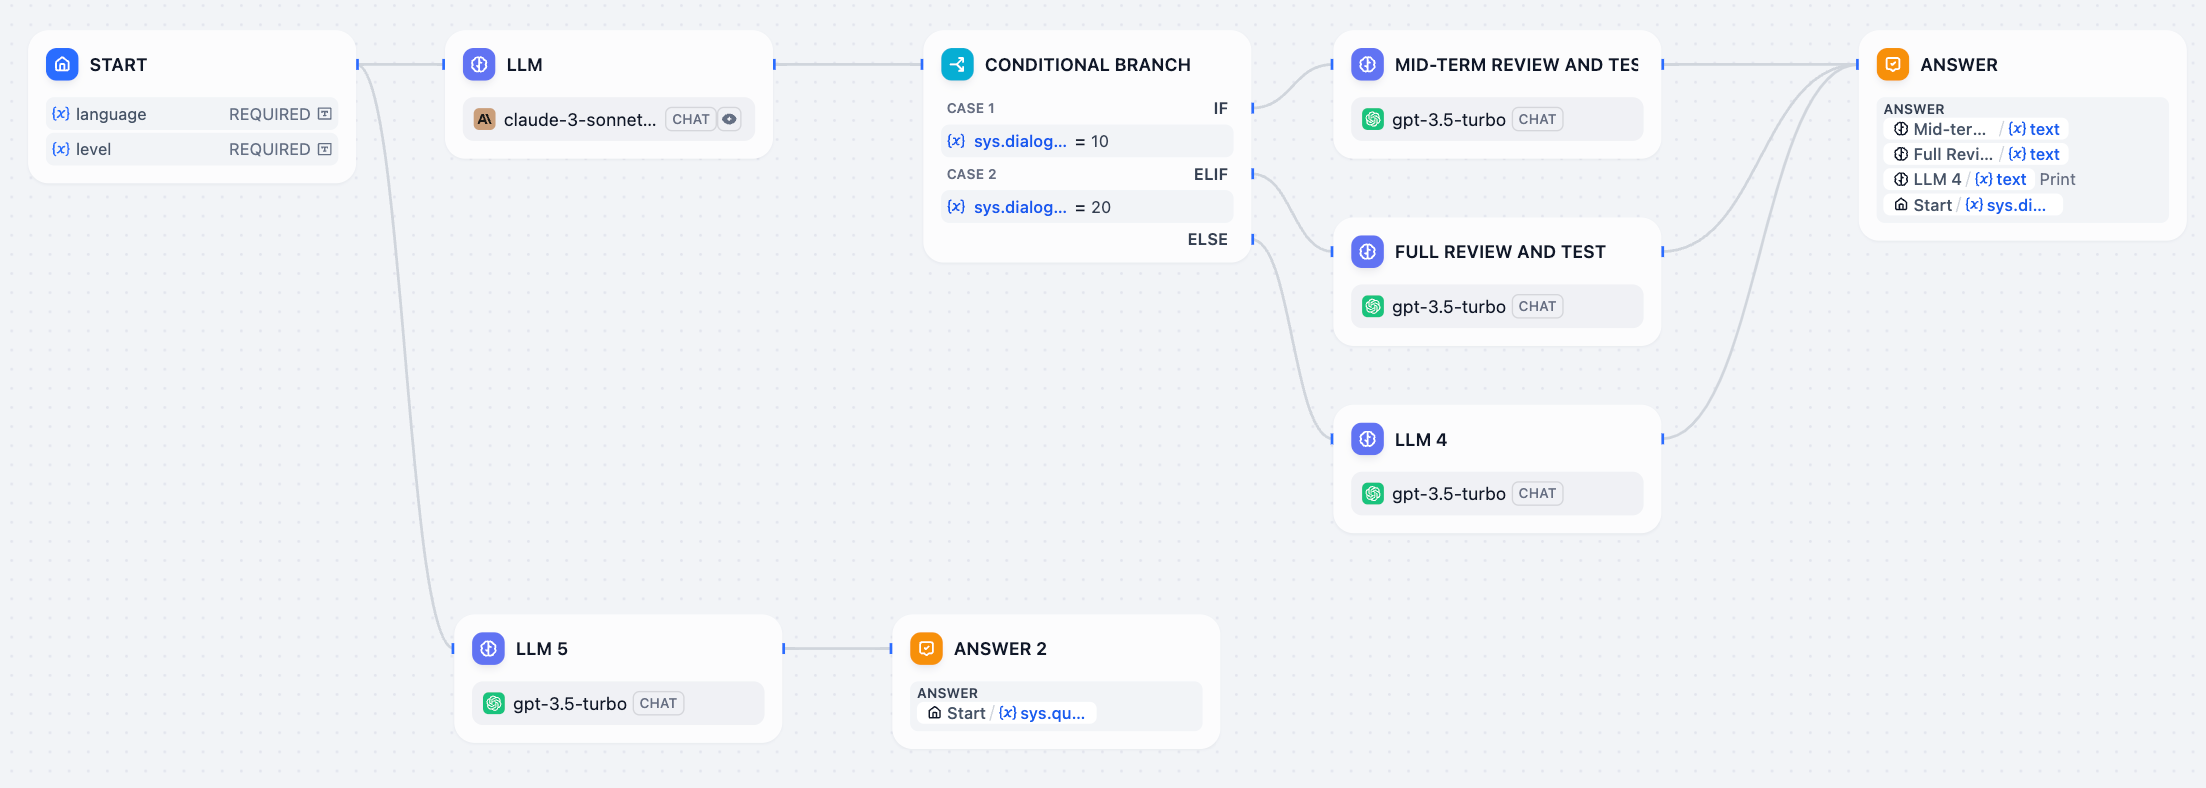 START
{x} language REQUIRED
{x} level REQUIRED
LLM
claude-3-sonnet... CHAT
CONDITIONAL BRANCH
CASE 1 IF
{x} sys.dialog... = 10
CASE 2 ELIF
{x} sys.dialog... = 20
ELSE
MID-TERM REVIEW AND TES
gpt-3.5-turbo CHAT
FULL REVIEW AND TEST
gpt-3.5-turbo CHAT
LLM 4
gpt-3.5-turbo CHAT
ANSWER
ANSWER
Mid-ter... / {x} text
Full Revi... / {x} text
LLM 4 / {x} text Print
Start / {x} sys.di...
LLM 5
gpt-3.5-turbo CHAT
ANSWER 2
ANSWER
Start / {x} sys.qu...